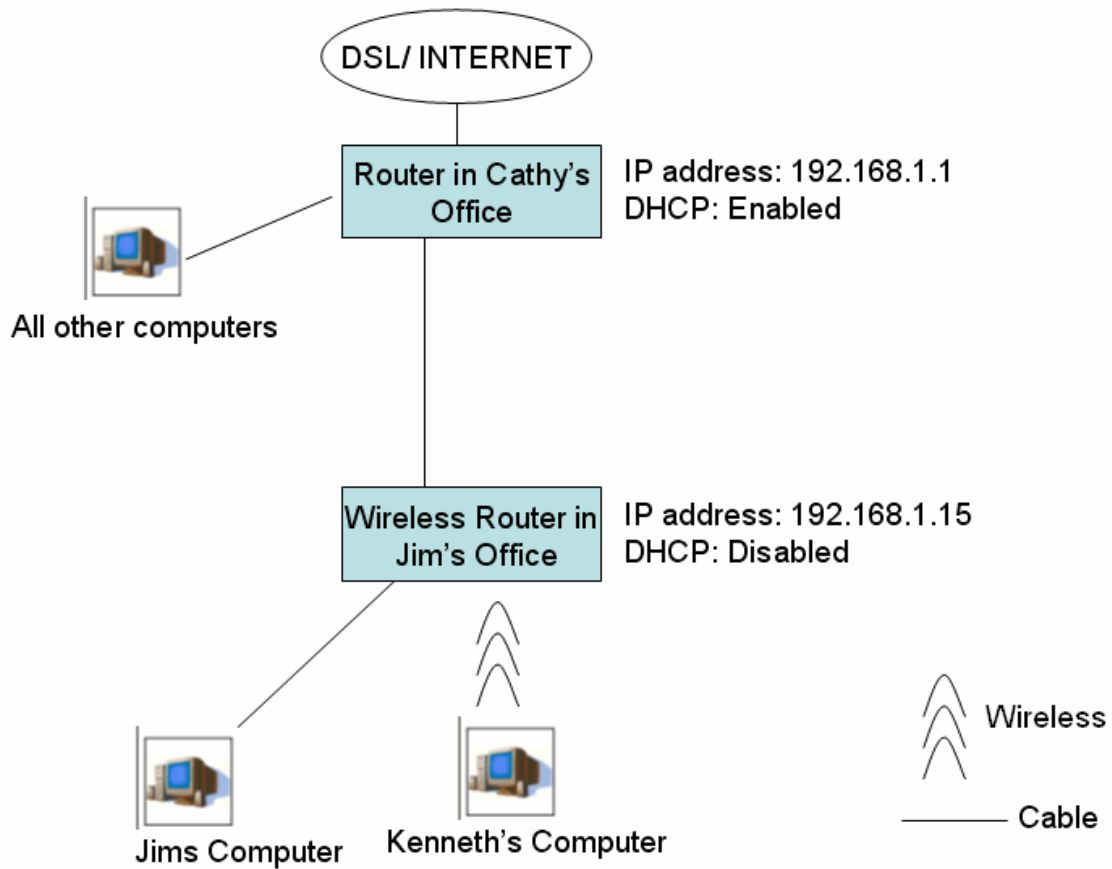 DSL/ INTERNET
Router in Cathy's
Office
IP address: 192.168.1.1
DHCP: Enabled
All other computers
Wireless Router in
Jim's Office
IP address: 192.168.1.15
DHCP: Disabled
Wireless
Cable
Jims Computer
Kenneth's Computer